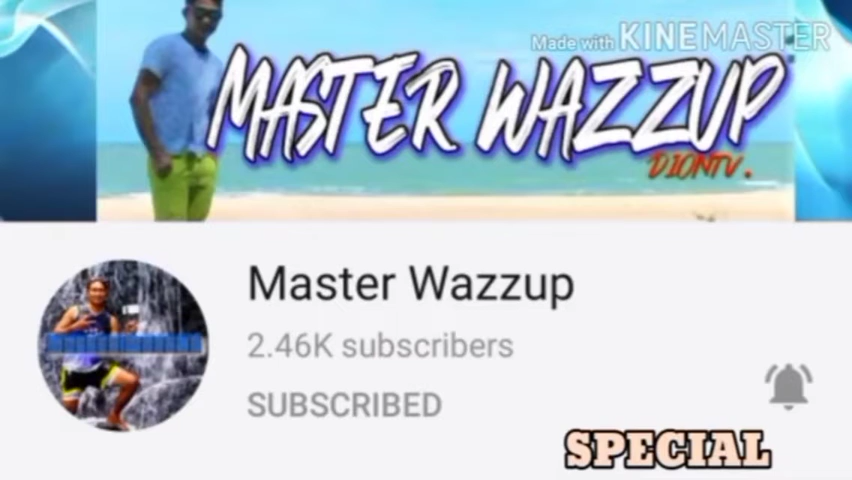 Made with KINEMASTER
MASTER WAZZUP
DIONTV.
Master Wazzup
2.46K subscribers
SUBSCRIBED
SPECIAL